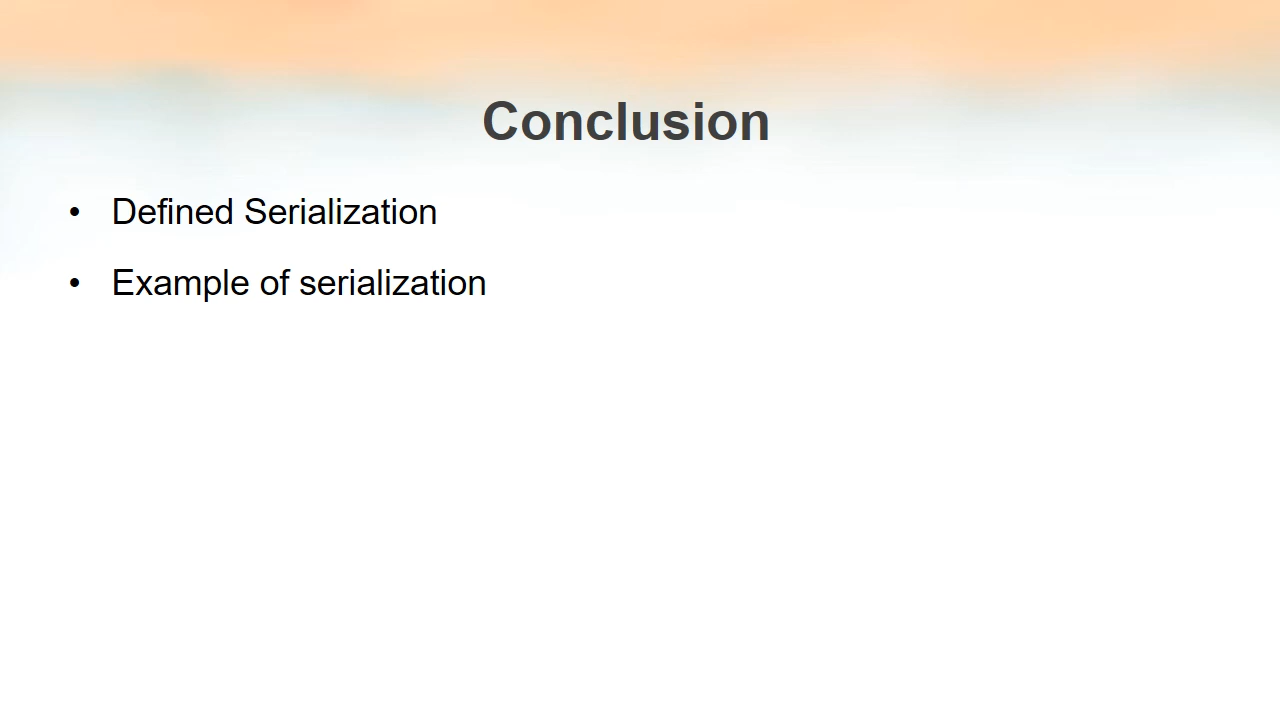 Conclusion
• Defined Serialization
• Example of serialization